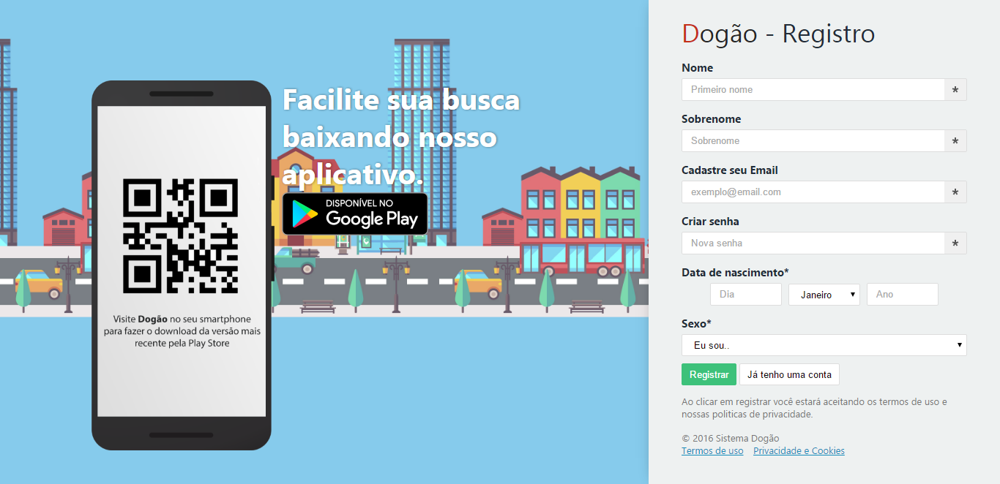 Facilite sua busca
baixando nosso
aplicativo.
DISPONÍVEL NO
Google Play
Visite Dogão no seu smartphone
para fazer o download da versão mais
recente pela Play Store
Dogão - Registro
Nome
Primeiro nome *
Sobrenome
Sobrenome *
Cadastre seu Email
exemplo@email.com *
Criar senha
Nova senha *
Data de nascimento*
Dia Janeiro Ano
Sexo*
Eu sou..
Registrar Já tenho uma conta
Ao clicar em registrar você estará aceitando os termos de uso e
nossas politicas de privacidade.
© 2016 Sistema Dogão
Termos de uso Privacidade e Cookies